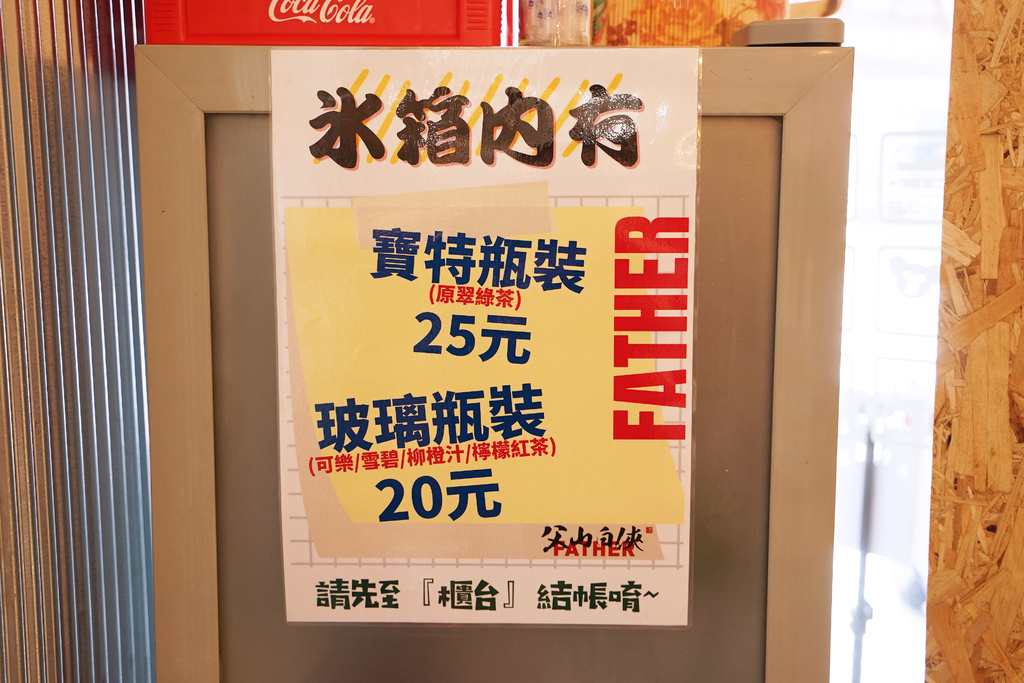 Coca-Cola
冰箱內有
寶特瓶裝
(原翠綠茶)
25元
玻璃瓶裝
(可樂/雪碧/柳橙汁/檸檬紅茶)
20元
FATHER
FATHER
請先至『櫃台』結帳唷~